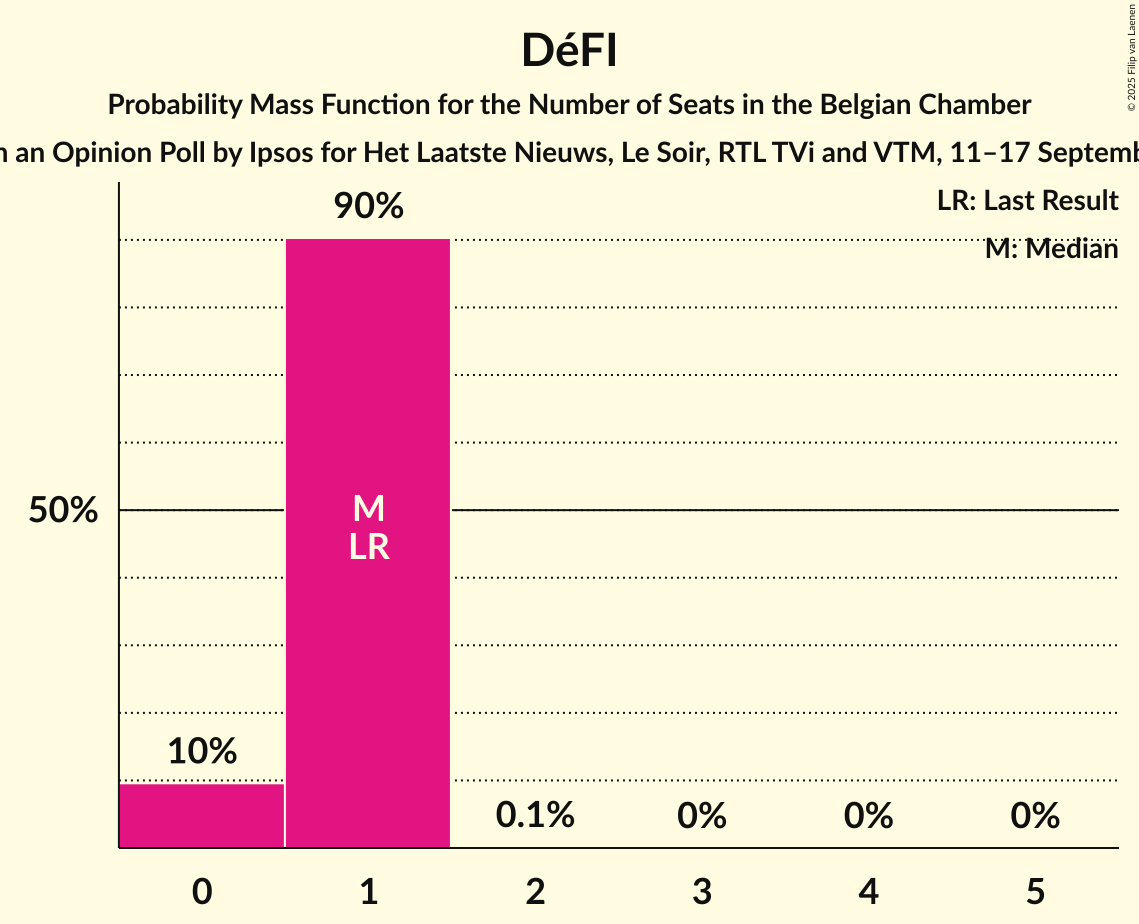 DéFI
Probability Mass Function for the Number of Seats in the Belgian Chamber
an Opinion Poll by Ipsos for Het Laatste Nieuws, Le Soir, RTL TVi and VTM, 11–17 Septemb
© 2025 Filip van Laenen
LR: Last Result
M: Median
90%
50%
M
LR
10%
0.1%
0%
0%
0%
0
1
2
3
4
5